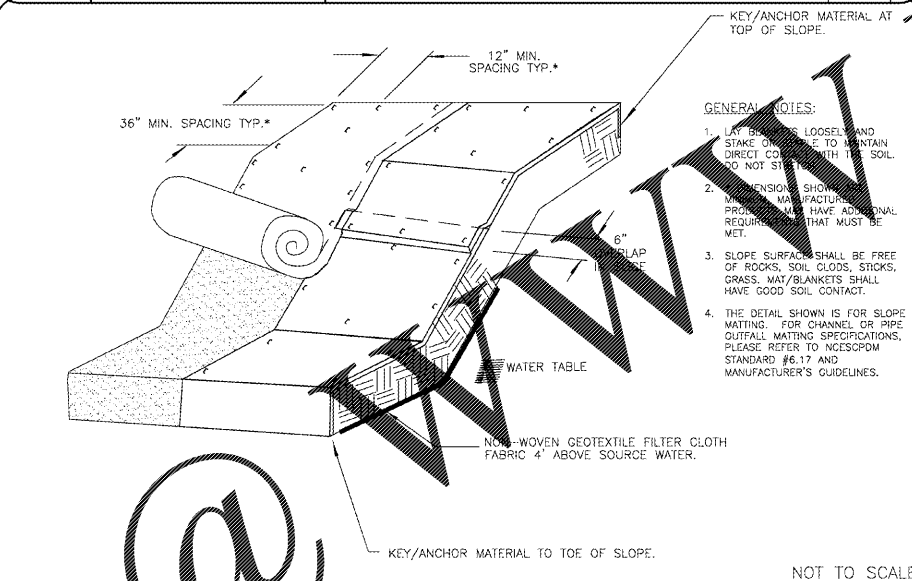 KEY/ANCHOR MATERIAL AT
TOP OF SLOPE.
12" MIN.
SPACING TYP.*
36" MIN. SPACING TYP.*
GENERAL NOTES:
1. LAY BLANKETS LOOSELY AND
STAKE OR STAPLE TO MAINTAIN
DIRECT CONTACT WITH THE SOIL.
DO NOT STRETCH.
2. * DIMENSIONS SHOWN ARE
MINIMUM. MANUFACTURED
PRODUCTS MAY HAVE ADDITIONAL
REQUIREMENTS THAT MUST BE
MET.
3. SLOPE SURFACE SHALL BE FREE
OF ROCKS, SOIL CLODS, STICKS,
GRASS. MAT/BLANKETS SHALL
HAVE GOOD SOIL CONTACT.
4. THE DETAIL SHOWN IS FOR SLOPE
MATTING. FOR CHANNEL OR PIPE
OUTFALL MATTING SPECIFICATIONS,
PLEASE REFER TO NCESCPDM
STANDARD #6.17 AND
MANUFACTURER'S GUIDELINES.
6"
OVERLAP
WATER TABLE
NON-WOVEN GEOTEXTILE FILTER CLOTH
FABRIC 4' ABOVE SOURCE WATER.
KEY/ANCHOR MATERIAL TO TOE OF SLOPE.
NOT TO SCALE
@WWW